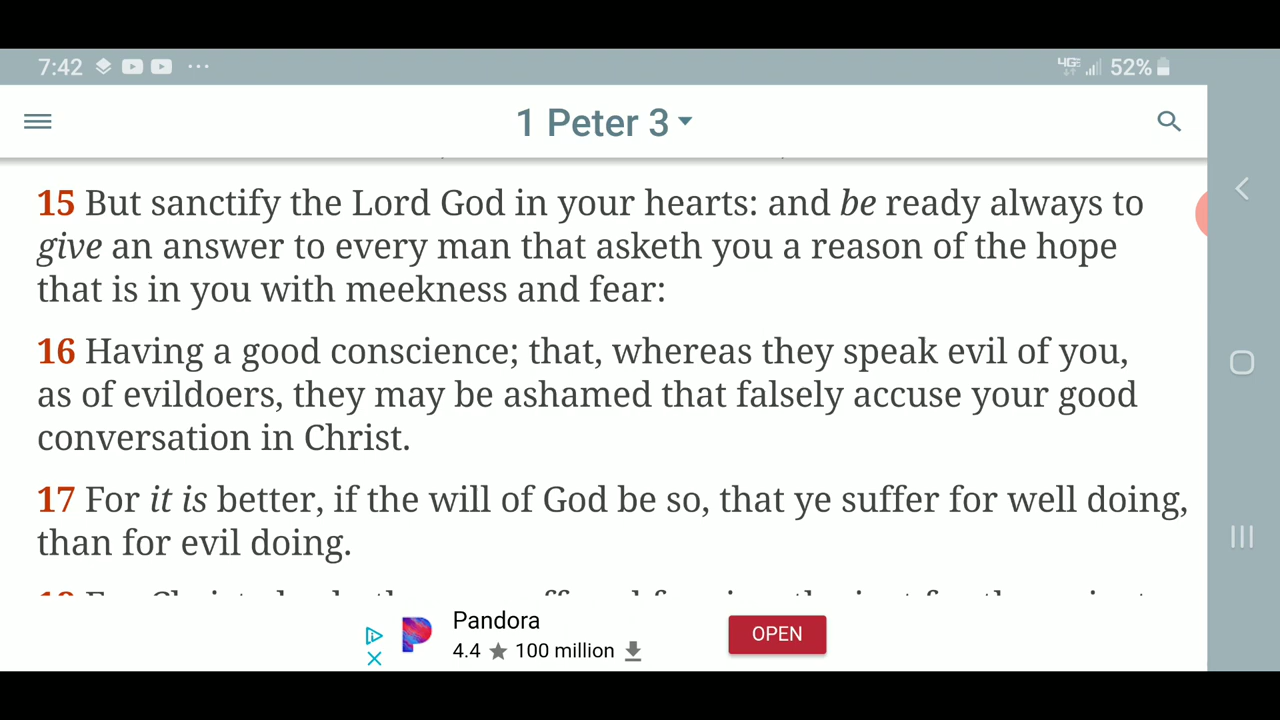 7:42 ... 4GE 52%
1 Peter 3
15 But sanctify the Lord God in your hearts: and be ready always to
give an answer to every man that asketh you a reason of the hope
that is in you with meekness and fear:
16 Having a good conscience; that, whereas they speak evil of you,
as of evildoers, they may be ashamed that falsely accuse your good
conversation in Christ.
17 For it is better, if the will of God be so, that ye suffer for well doing,
than for evil doing.
Pandora
4.4 ★ 100 million
OPEN